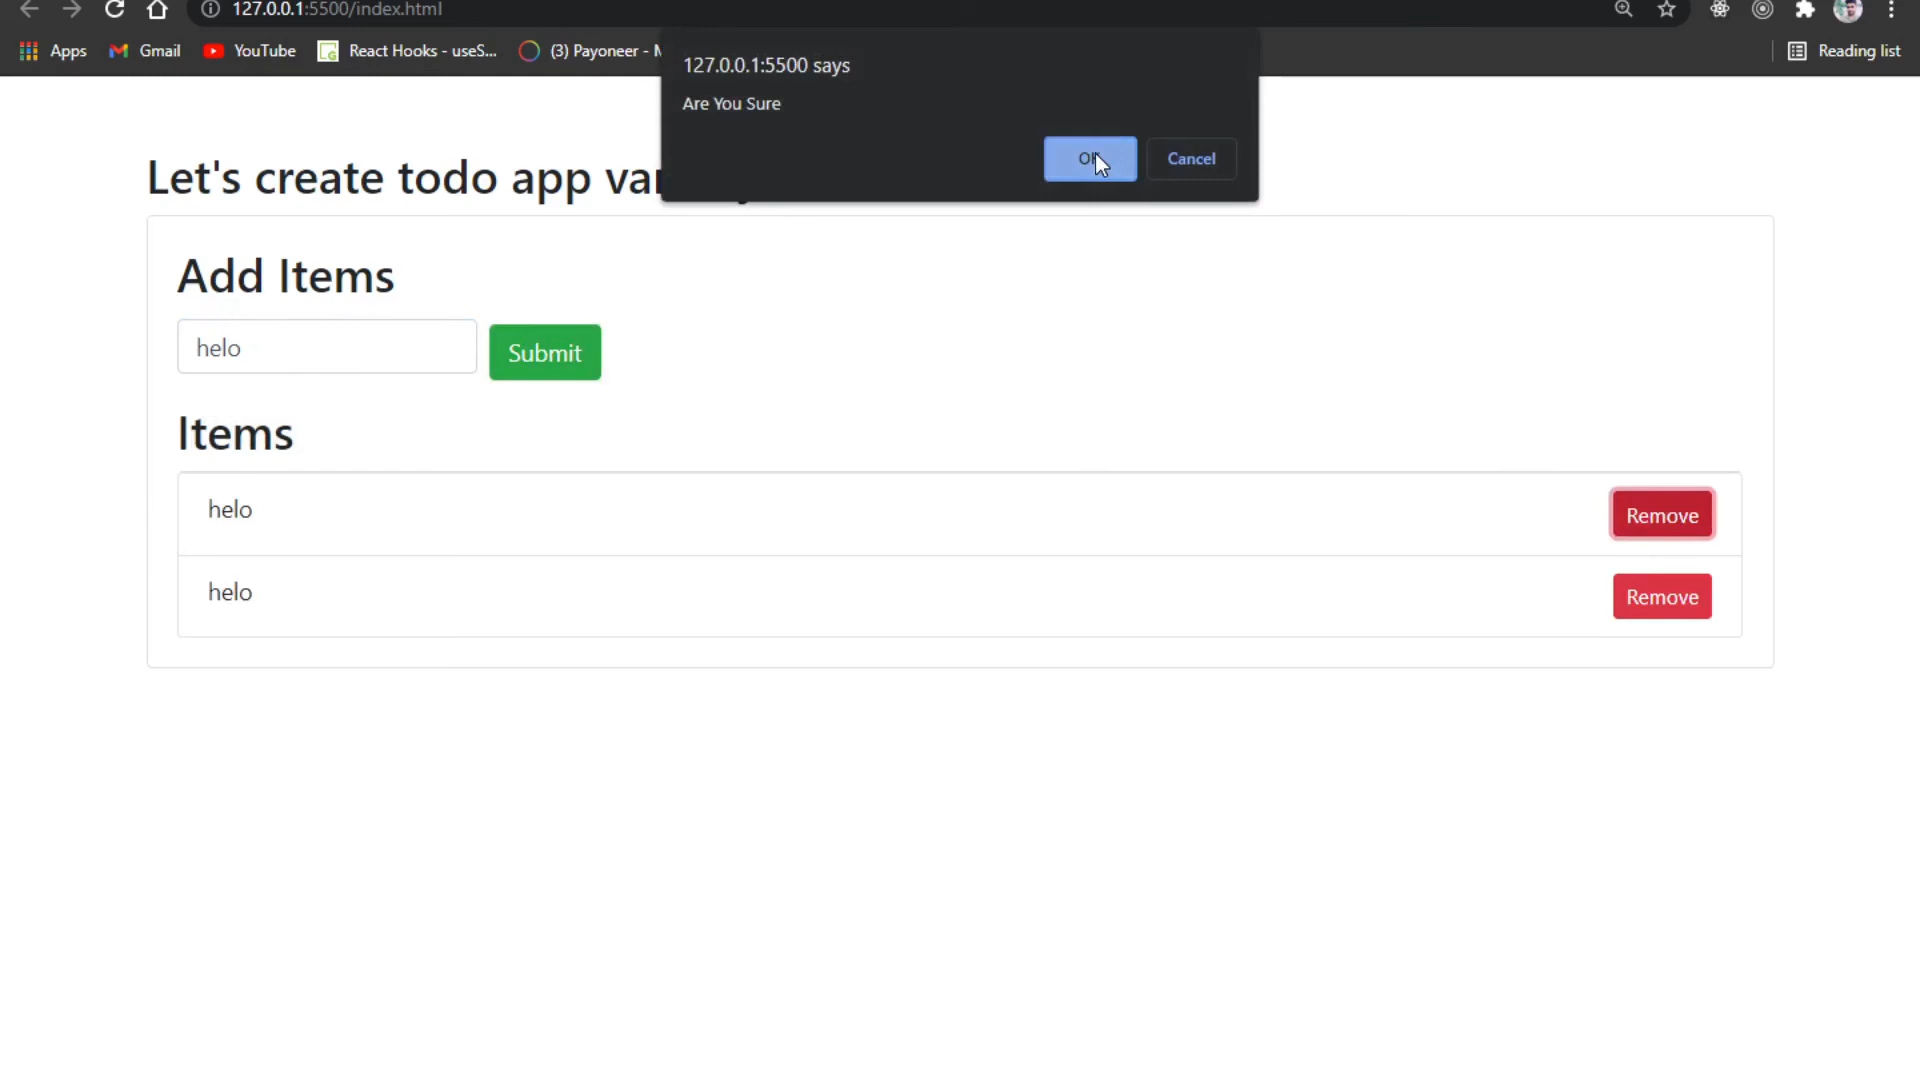 127.0.0.1:5500/index.html
Apps Gmail YouTube React Hooks - useS... (3) Payoneer - Reading list
127.0.0.1:5500 says
Are You Sure
Cancel
Let's create todo app
Add Items
helo Submit
Items
helo Remove
helo Remove